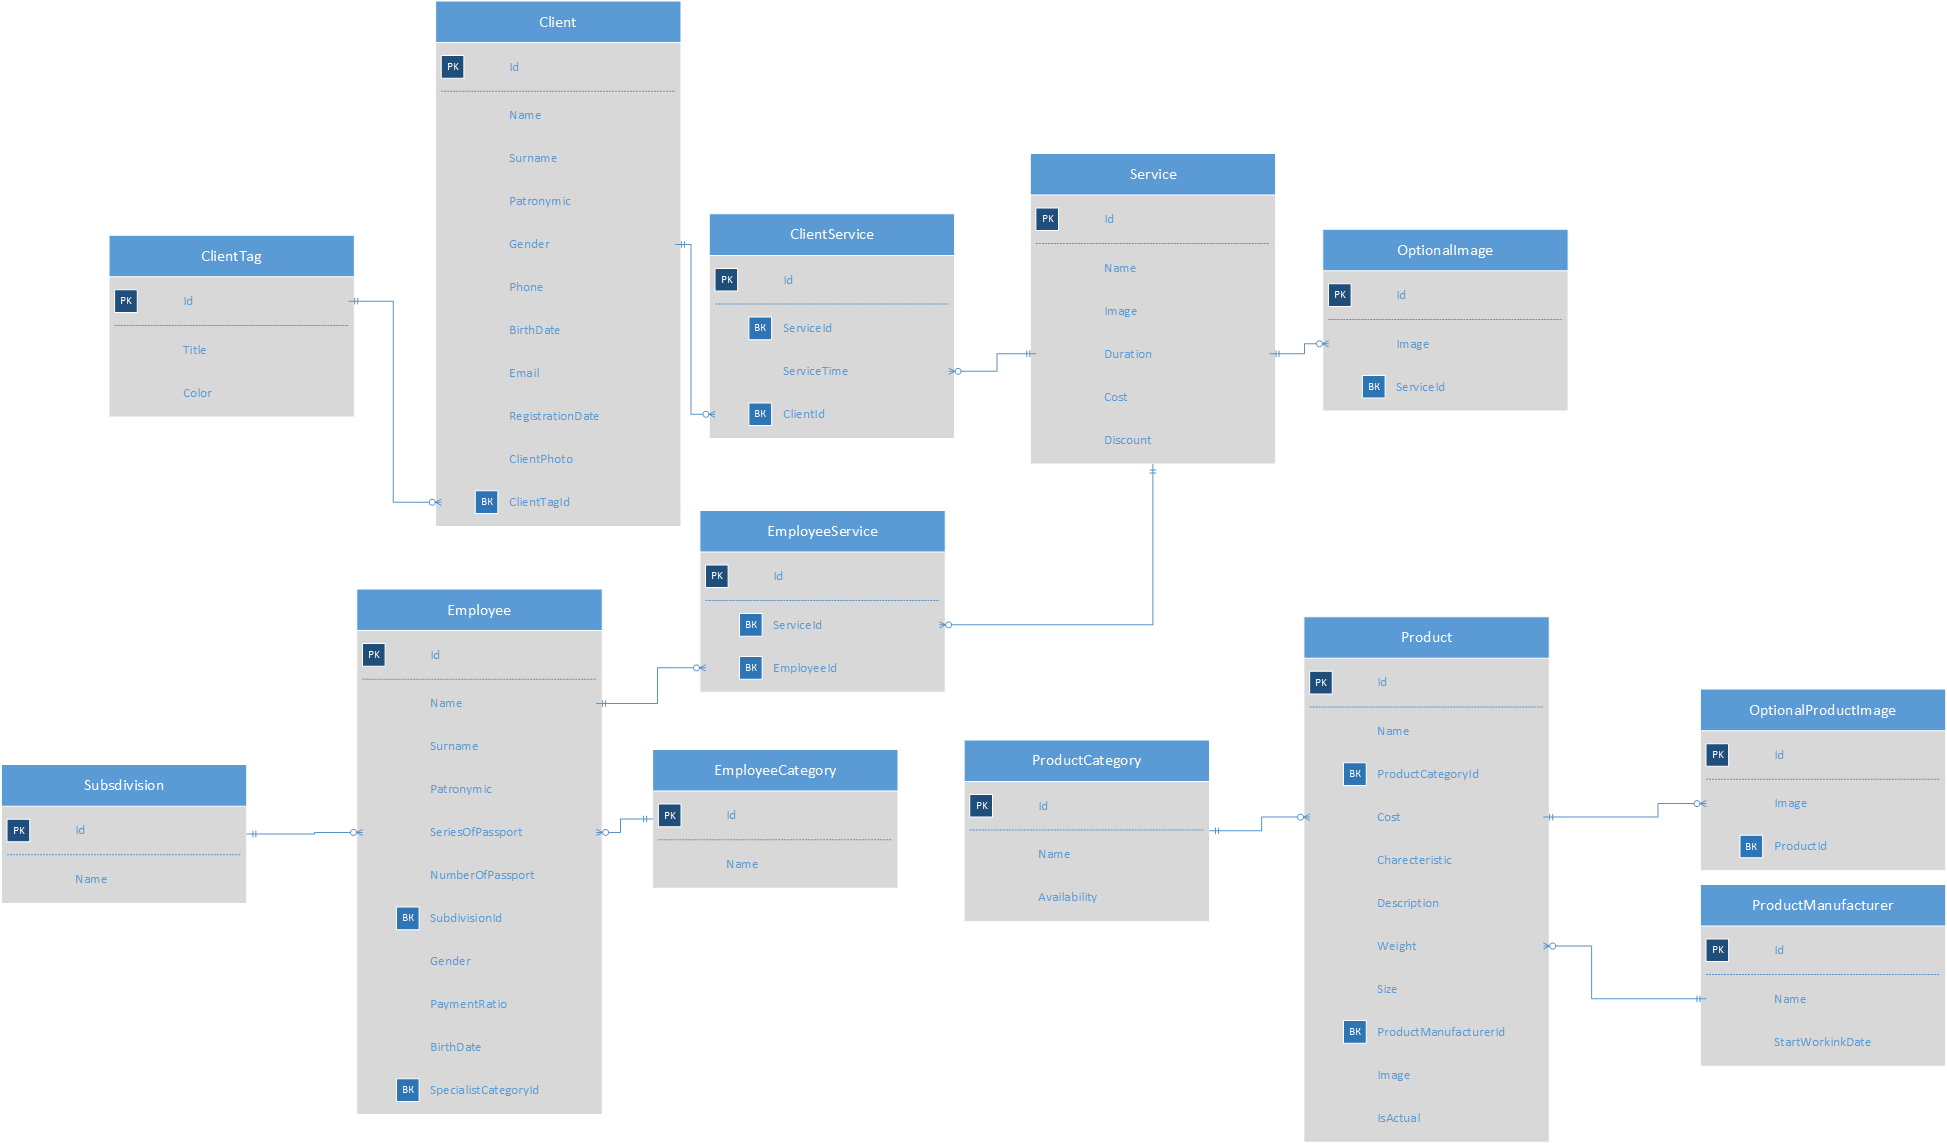 Client
PK Id
Name
Surname
Patronymic
Gender
Phone
BirthDate
Email
RegistrationDate
ClientPhoto
BK ClientTagId
ClientTag
PK Id
Title
Color
ClientService
PK Id
BK ServiceId
ServiceTime
BK ClientId
Service
PK Id
Name
Image
Duration
Cost
Discount
OptionalImage
PK Id
Image
BK ServiceId
EmployeeService
PK Id
BK ServiceId
BK EmployeeId
Employee
PK Id
Name
Surname
Patronymic
SeriesOfPassport
NumberOfPassport
BK SubdivisionId
Gender
PaymentRatio
BirthDate
BK SpecialistCategoryId
Subsdivision
PK Id
Name
EmployeeCategory
PK Id
Name
ProductCategory
PK Id
Name
Availability
Product
PK Id
Name
BK ProductCategoryId
Cost
Charecteristic
Description
Weight
Size
BK ProductManufacturerId
Image
IsActual
OptionalProductImage
PK Id
Image
BK ProductId
ProductManufacturer
PK Id
Name
StartWorkinkDate